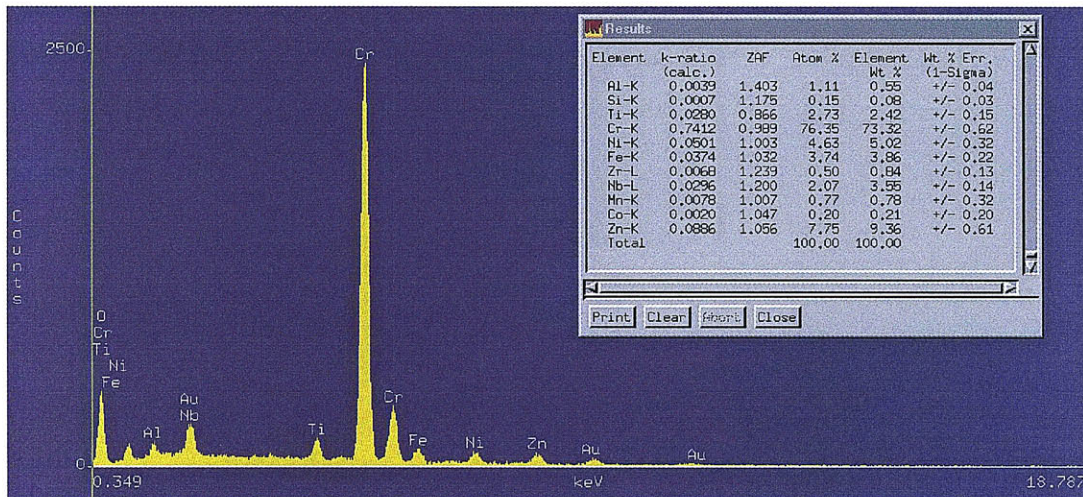 2500
Counts
O
Cr
Ti
Ni
Fe
Al
Au
Nb
Ti
Cr
Cr
Fe
Ni
Zn
Au
Au
0
0.349 keV 18.787
Results
Element k-ratio ZAF Atom % Element Wt % Err.
(calc.) Wt % (1-Sigma)
Al-K 0.0039 1.403 1.11 0.55 +/- 0.04
Si-K 0.0007 1.175 0.15 0.08 +/- 0.03
Ti-K 0.0280 0.866 2.73 2.42 +/- 0.15
Cr-K 0.7412 0.989 76.35 73.32 +/- 0.62
Ni-K 0.0501 1.003 4.63 5.02 +/- 0.32
Fe-K 0.0374 1.032 3.74 3.86 +/- 0.22
Zr-L 0.0068 1.239 0.50 0.84 +/- 0.13
Nb-L 0.0296 1.200 2.07 3.55 +/- 0.14
Mn-K 0.0078 1.007 0.77 0.78 +/- 0.32
Co-K 0.0020 1.047 0.20 0.21 +/- 0.20
Zn-K 0.0886 1.056 7.75 9.36 +/- 0.61
Total 100.00 100.00
Print Clear Abort Close